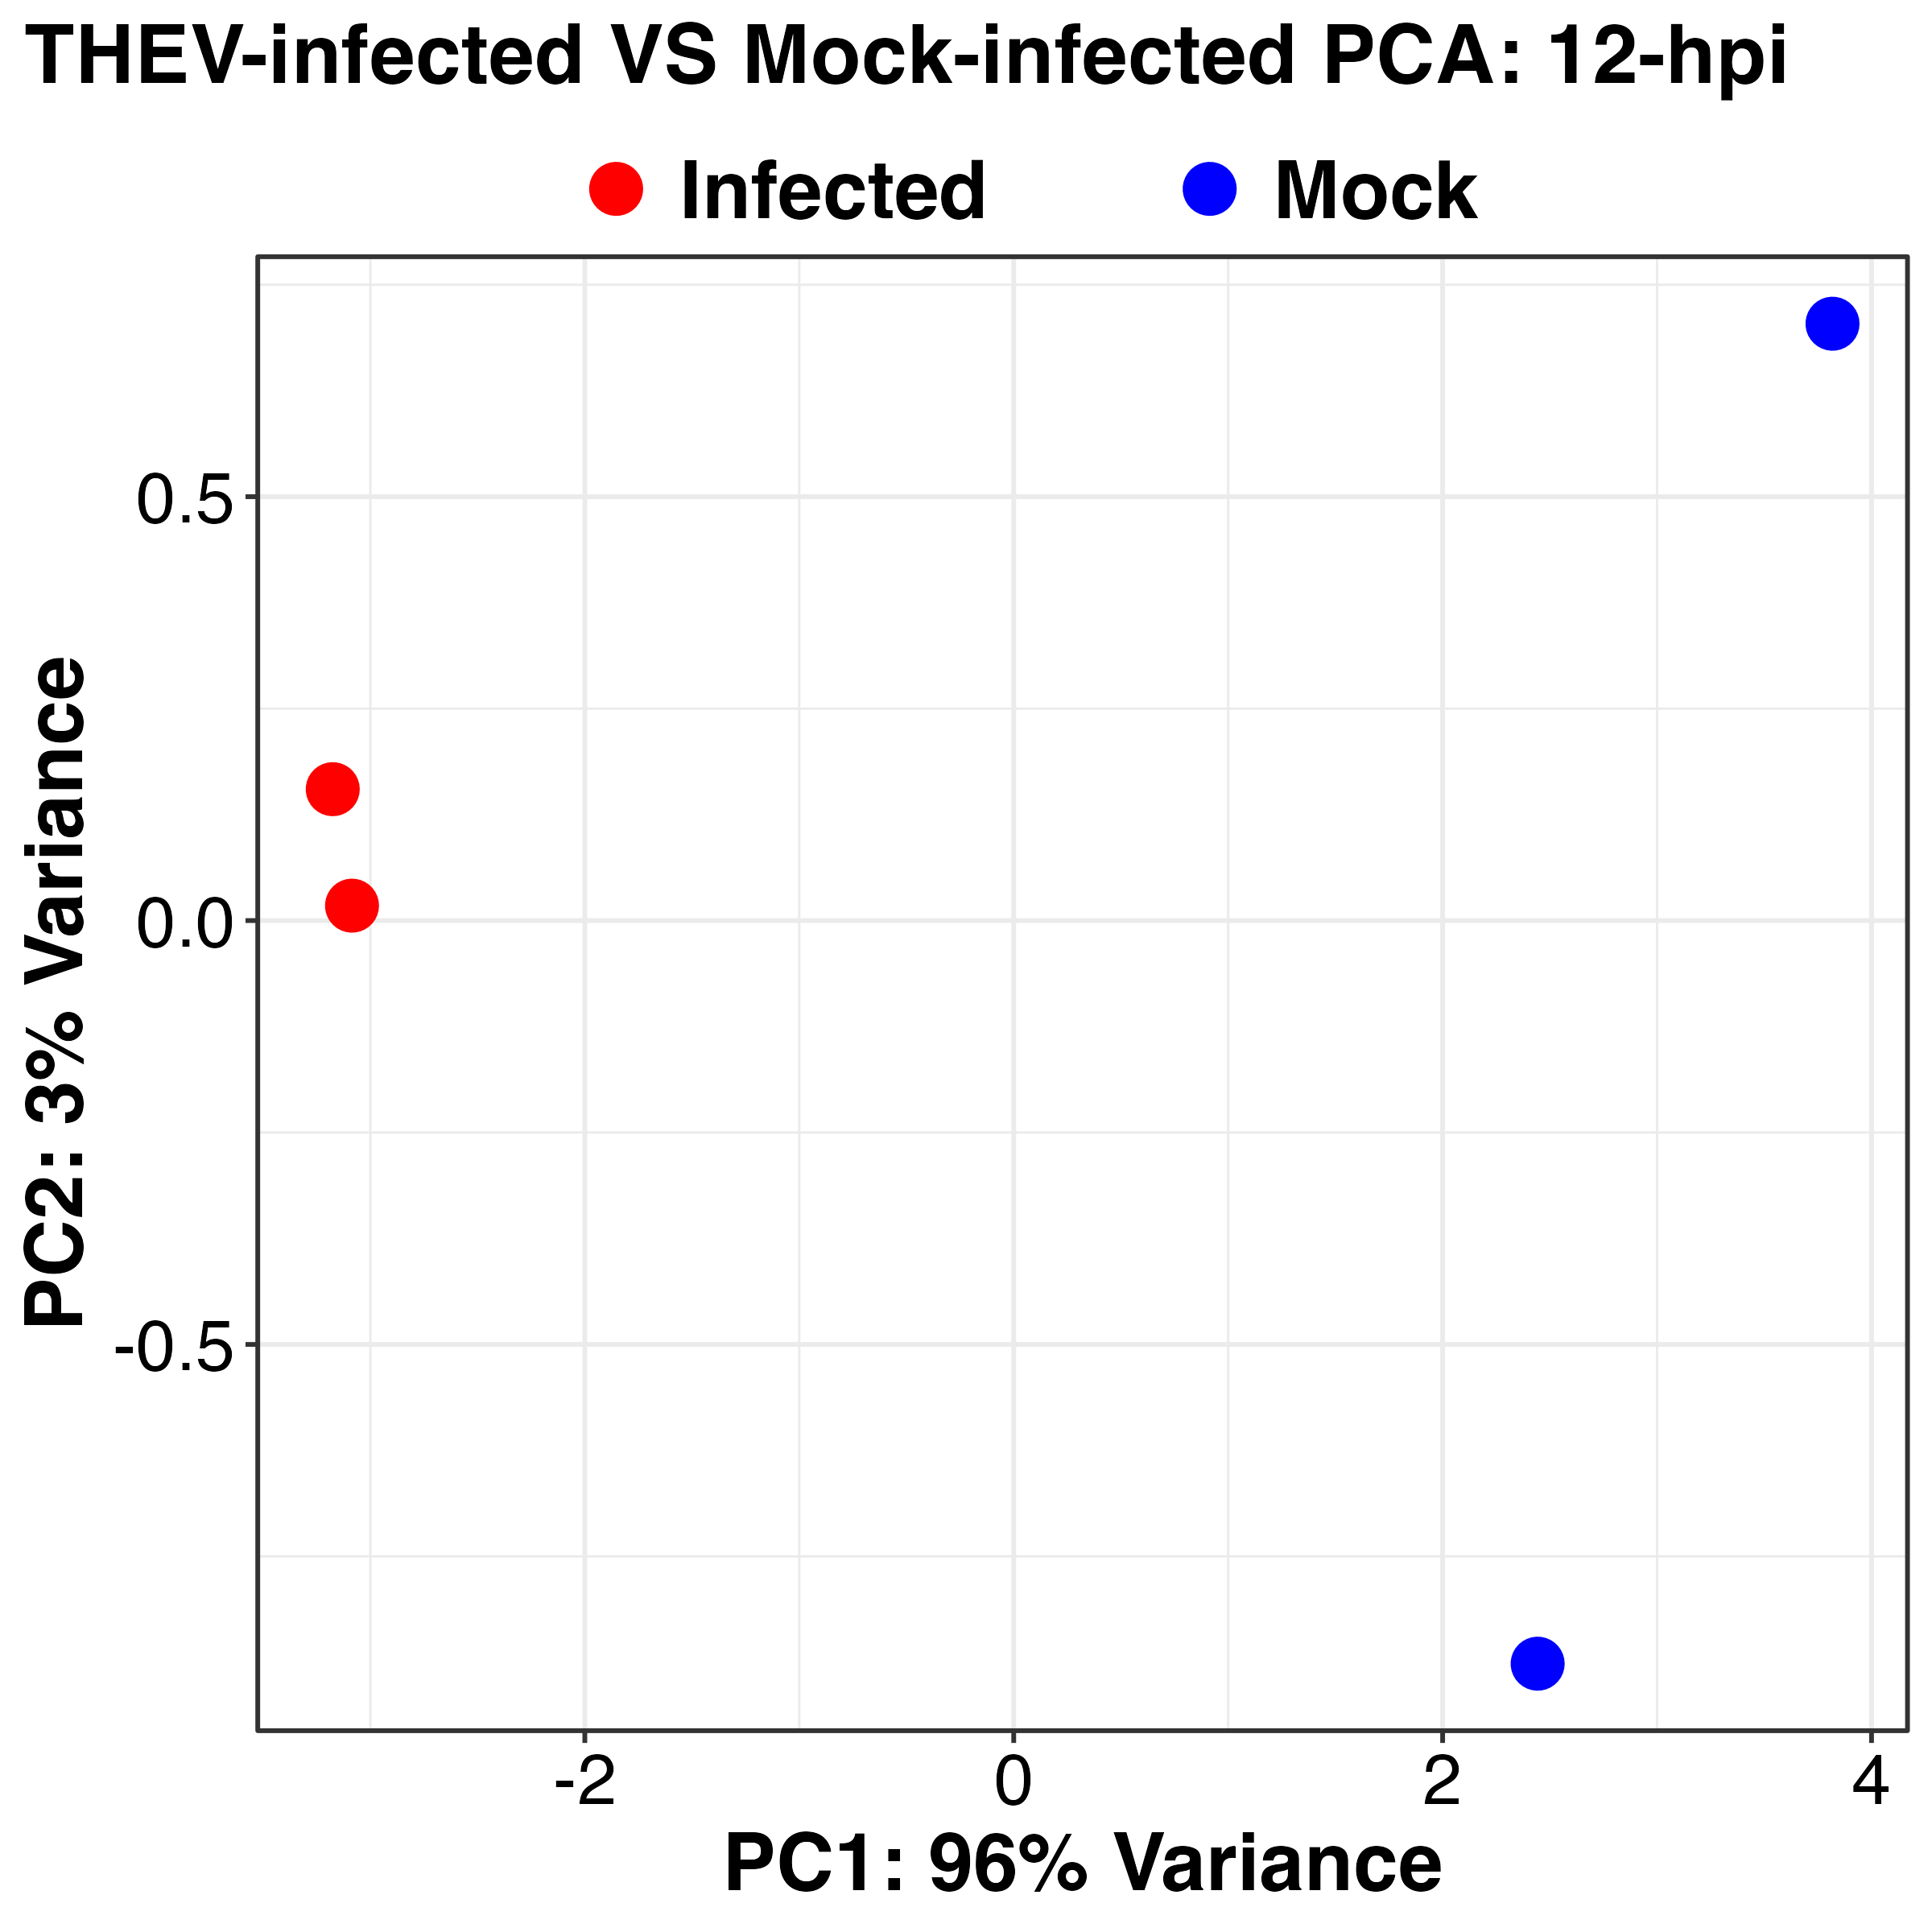 THEV-infected VS Mock-infected PCA: 12-hpi
Infected Mock
0.5
0.0
-0.5
PC2: 3% Variance
-2 0 2 4
PC1: 96% Variance